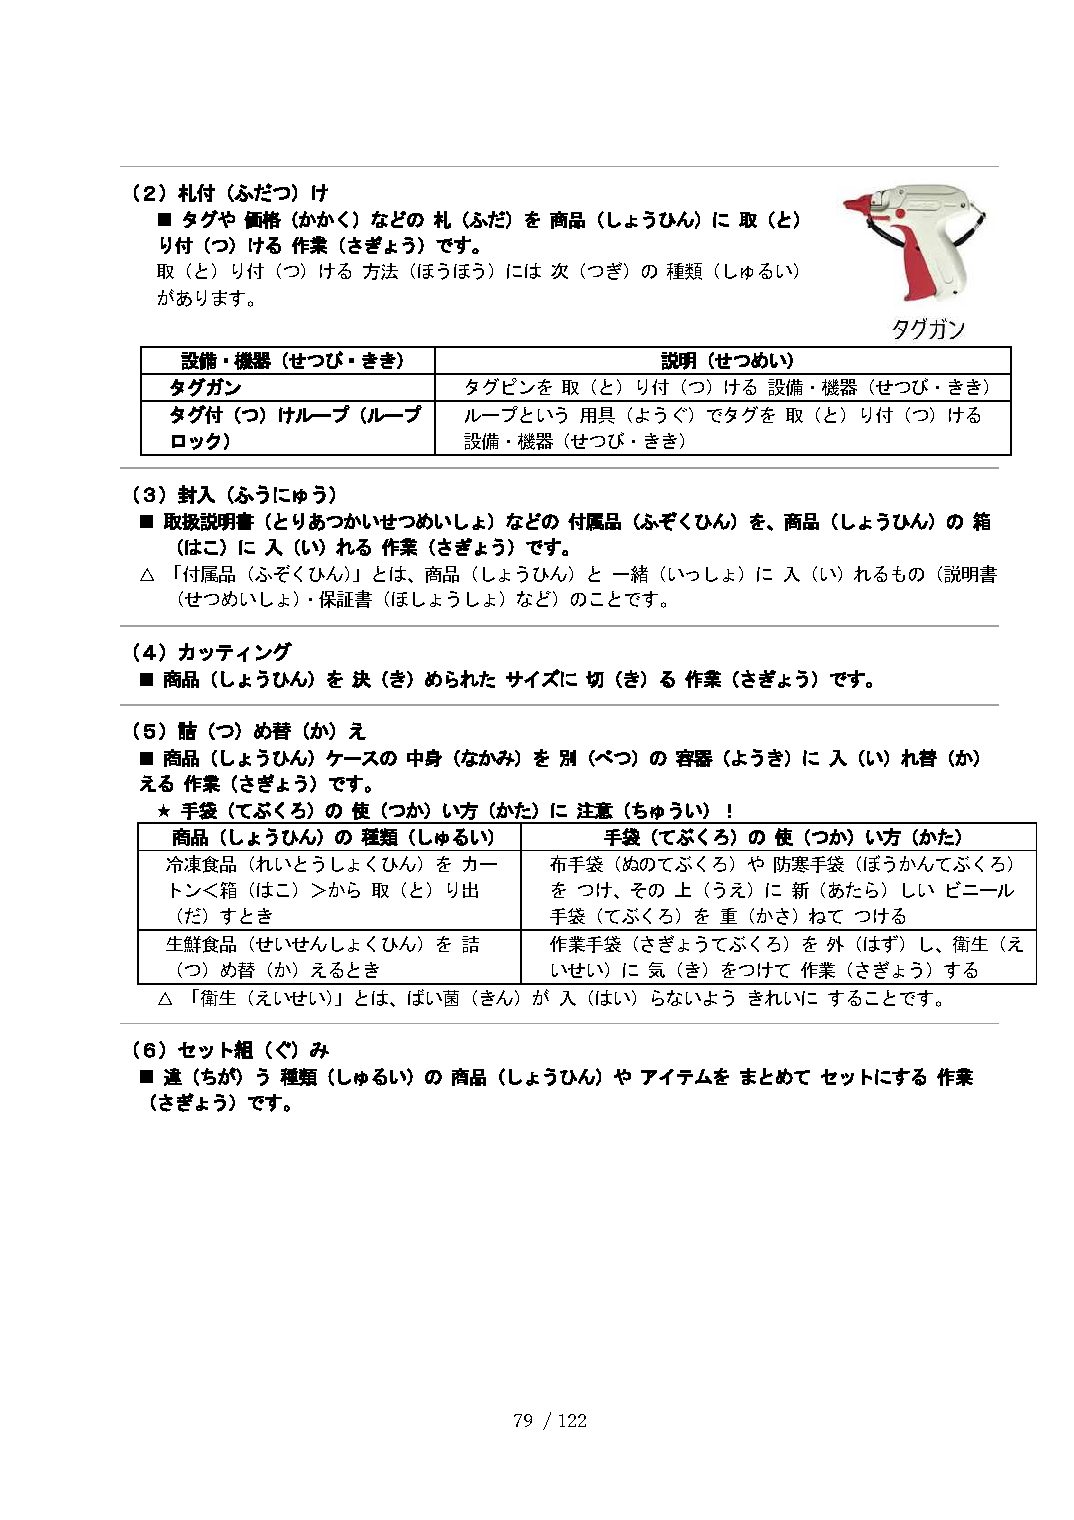 （２）札付（ふだつ）け
■ タグや 価格（かかく）などの 札（ふだ）を 商品（しょうひん）に 取（と）
り付（つ）ける 作業（さぎょう）です。
取（と）り付（つ）ける 方法（ほうほう）には 次（つぎ）の 種類（しゅるい）
があります。
タグガン
設備・機器（せつび・きき）	説明（せつめい）
タグガン	タグピンを 取（と）り付（つ）ける 設備・機器（せつび・きき）
タグ付（つ）けループ（ループ	ループという 用具（ようぐ）でタグを 取（と）り付（つ）ける
ロック）	設備・機器（せつび・きき）
（３）封入（ふうにゅう）
■ 取扱説明書（とりあつかいせつめいしょ）などの 付属品（ふぞくひん）を、商品（しょうひん）の 箱
（はこ）に 入（い）れる 作業（さぎょう）です。
△ 「付属品（ふぞくひん）」とは、商品（しょうひん）と 一緒（いっしょ）に 入（い）れるもの（説明書
（せつめいしょ）・保証書（ほしょうしょ）など）のことです。
（４）カッティング
■ 商品（しょうひん）を 決（き）められた サイズに 切（き）る 作業（さぎょう）です。
（５）詰（つ）め替（か）え
■ 商品（しょうひん）ケースの 中身（なかみ）を 別（べつ）の 容器（ようき）に 入（い）れ替（か）
える 作業（さぎょう）です。
★ 手袋（てぶくろ）の 使（つか）い方（かた）に 注意（ちゅうい）！
商品（しょうひん）の 種類（しゅるい）	手袋（てぶくろ）の 使（つか）い方（かた）
冷凍食品（れいとうしょくひん）を カー	布手袋（ぬのてぶくろ）や 防寒手袋（ぼうかんてぶくろ）
トン＜箱（はこ）＞から 取（と）り出	を つけ、その 上（うえ）に 新（あたら）しい ビニール
（だ）すとき	手袋（てぶくろ）を 重（かさ）ねて つける
生鮮食品（せいせんしょくひん）を 詰	作業手袋（さぎょうてぶくろ）を 外（はず）し、衛生（え
（つ）め替（か）えるとき	いせい）に 気（き）をつけて 作業（さぎょう）する
△ 「衛生（えいせい）」とは、ばい菌（きん）が 入（はい）らないよう きれいに することです。
（６）セット組（ぐ）み
■ 違（ちが）う 種類（しゅるい）の 商品（しょうひん）や アイテムを まとめて セットにする 作業
（さぎょう）です。
79 / 122